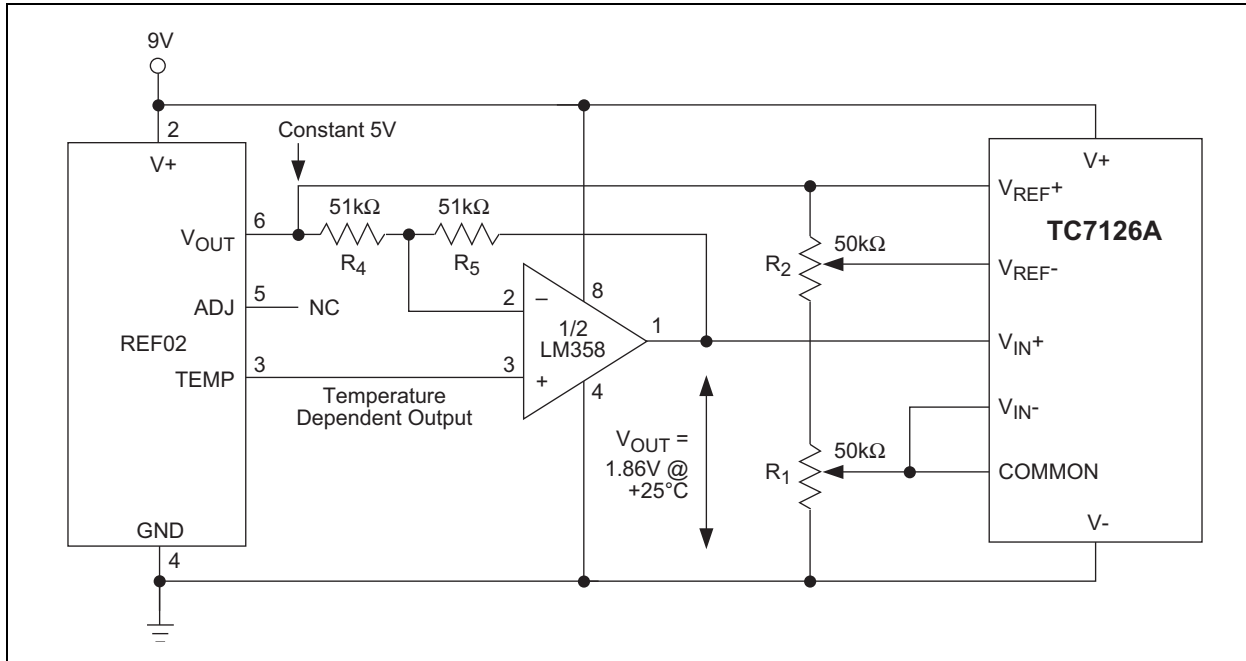 9V
2
V+
Constant 5V
6
VOUT
51kΩ
R4
51kΩ
R5
ADJ
5
NC
REF02
TEMP
3
Temperature
Dependent Output
GND
4
2
–
3
+
8
1/2
LM358
4
1
VOUT =
1.86V @
+25°C
R2
50kΩ
R1
50kΩ
V+
VREF+
TC7126A
VREF-
VIN+
VIN-
COMMON
V-